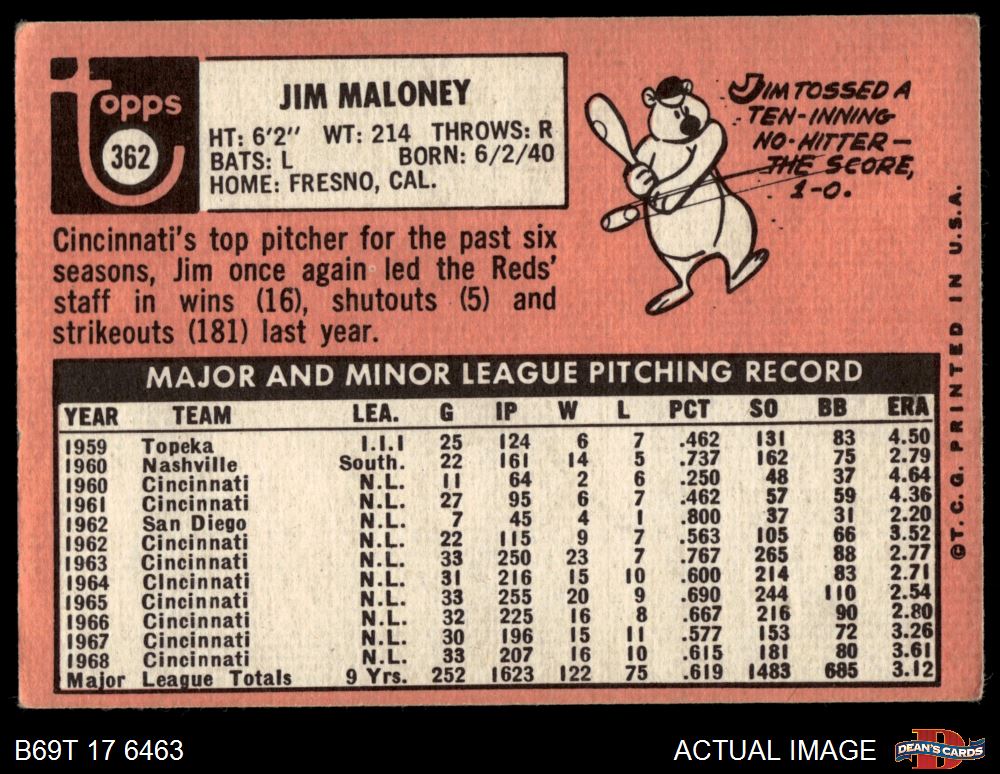 Topps
362
JIM MALONEY
HT: 6'2" WT: 214 THROWS: R
BATS: L BORN: 6/2/40
HOME: FRESNO, CAL.
JIM TOSSED A
TEN-INNING
NO-HITTER—
THE SCORE,
1-0.
Cincinnati's top pitcher for the past six
seasons, Jim once again led the Reds'
staff in wins (16), shutouts (5) and
strikeouts (181) last year.
MAJOR AND MINOR LEAGUE PITCHING RECORD
YEAR TEAM LEA. G IP W L PCT SO BB ERA
1959 Topeka I.I.I 25 124 6 7 .462 131 83 4.50
1960 Nashville South. 22 161 14 5 .737 162 75 2.79
1960 Cincinnati N.L. 11 64 2 6 .250 48 37 4.64
1961 Cincinnati N.L. 27 95 6 7 .462 57 59 4.36
1962 San Diego N.L. 7 45 4 1 .800 37 31 2.20
1962 Cincinnati N.L. 22 115 9 7 .563 105 66 3.52
1963 Cincinnati N.L. 33 250 23 7 .767 265 88 2.77
1964 Cincinnati N.L. 31 216 15 10 .600 214 83 2.71
1965 Cincinnati N.L. 33 255 20 9 .690 244 110 2.54
1966 Cincinnati N.L. 32 225 16 8 .667 216 90 2.80
1967 Cincinnati N.L. 30 196 15 11 .577 153 72 3.26
1968 Cincinnati N.L. 33 207 16 10 .615 181 80 3.61
Major League Totals 9 Yrs. 252 1623 122 75 .619 1483 685 3.12
©T. C. G. PRINTED IN U.S.A.
B69T 17 6463
ACTUAL IMAGE
B
DEAN'S CARDS